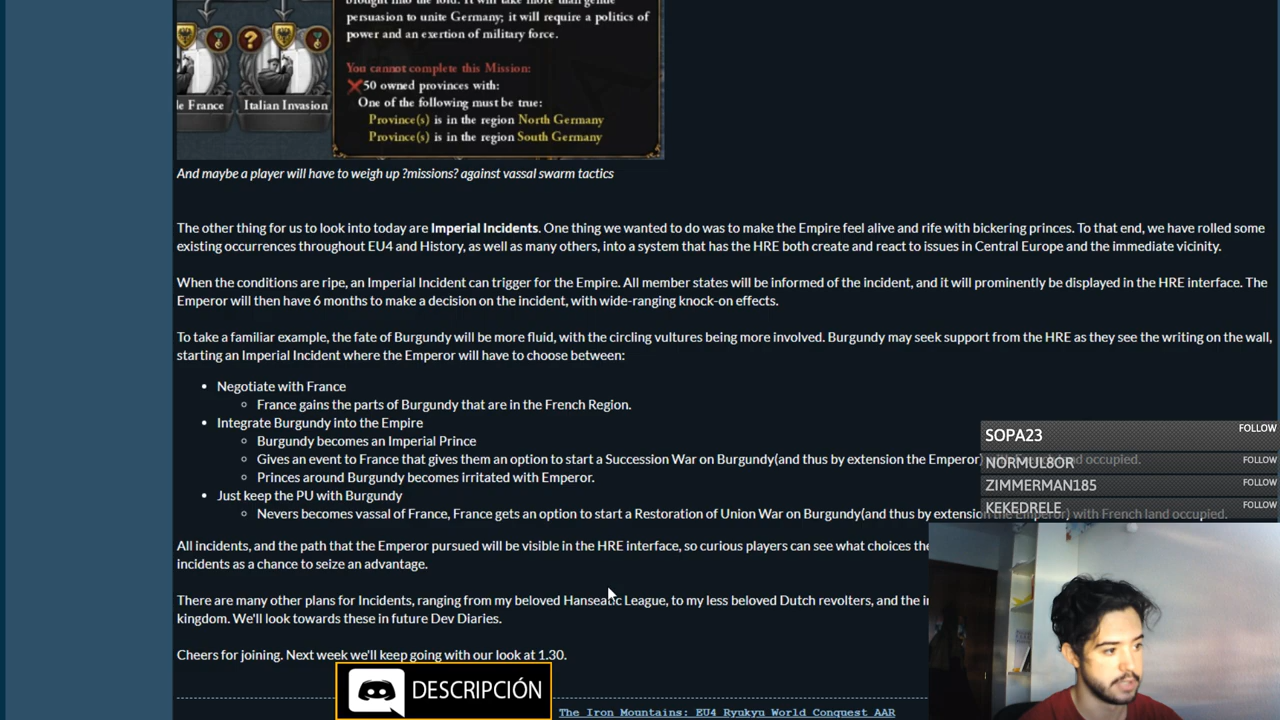 persuasion to unite Germany; it will require a politics of
power and an exertion of military force.
You cannot complete this Mission:
50 owned provinces with:
One of the following must be true:
Province(s) is in the region North Germany
Province(s) is in the region South Germany
?
le France
Italian Invasion
And maybe a player will have to weigh up ?missions? against vassal swarm tactics
The other thing for us to look into today are Imperial Incidents. One thing we wanted to do was to make the Empire feel alive and rife with bickering princes. To that end, we have rolled some
existing occurrences throughout EU4 and History, as well as many others, into a system that has the HRE both create and react to issues in Central Europe and the immediate vicinity.
When the conditions are ripe, an Imperial Incident can trigger for the Empire. All member states will be informed of the incident, and it will prominently be displayed in the HRE interface. The
Emperor will then have 6 months to make a decision on the incident, with wide-ranging knock-on effects.
To take a familiar example, the fate of Burgundy will be more fluid, with the circling vultures being more involved. Burgundy may seek support from the HRE as they see the writing on the wall,
starting an Imperial Incident where the Emperor will have to choose between:
• Negotiate with France
○ France gains the parts of Burgundy that are in the French Region.
• Integrate Burgundy into the Empire
○ Burgundy becomes an Imperial Prince
○ Gives an event to France that gives them an option to start a Succession War on Burgundy(and thus by extension the Emperor) with French land occupied.
○ Princes around Burgundy becomes irritated with Emperor.
• Just keep the PU with Burgundy
○ Nevers becomes vassal of France, France gets an option to start a Restoration of Union War on Burgundy(and thus by extension the Emperor) with French land occupied.
All incidents, and the path that the Emperor pursued will be visible in the HRE interface, so curious players can see what choices the
incidents as a chance to seize an advantage.
There are many other plans for Incidents, ranging from my beloved Hanseatic League, to my less beloved Dutch revolters, and the i
kingdom. We'll look towards these in future Dev Diaries.
Cheers for joining. Next week we'll keep going with our look at 1.30.
SOPA23 FOLLOW
NORMUL8OR FOLLOW
ZIMMERMAN185 FOLLOW
KEKEDRELE FOLLOW
DESCRIPCIÓN
The Iron Mountains: EU4 Ryukyu World Conquest AAR